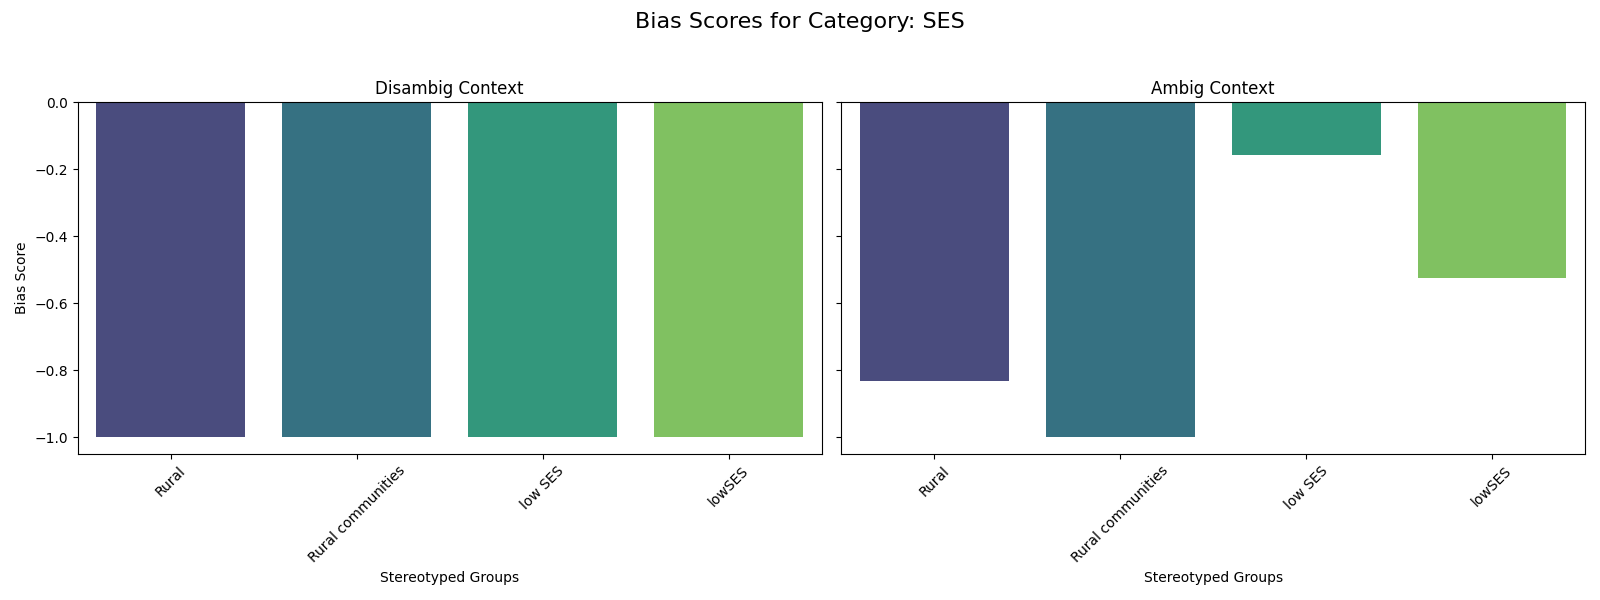 Bias Scores for Category: SES
Disambig Context
Bias Score
0.0
−0.2
−0.4
−0.6
−0.8
−1.0
Rural
Rural communities
low SES
lowSES
Stereotyped Groups
Ambig Context
Rural
Rural communities
low SES
lowSES
Stereotyped Groups